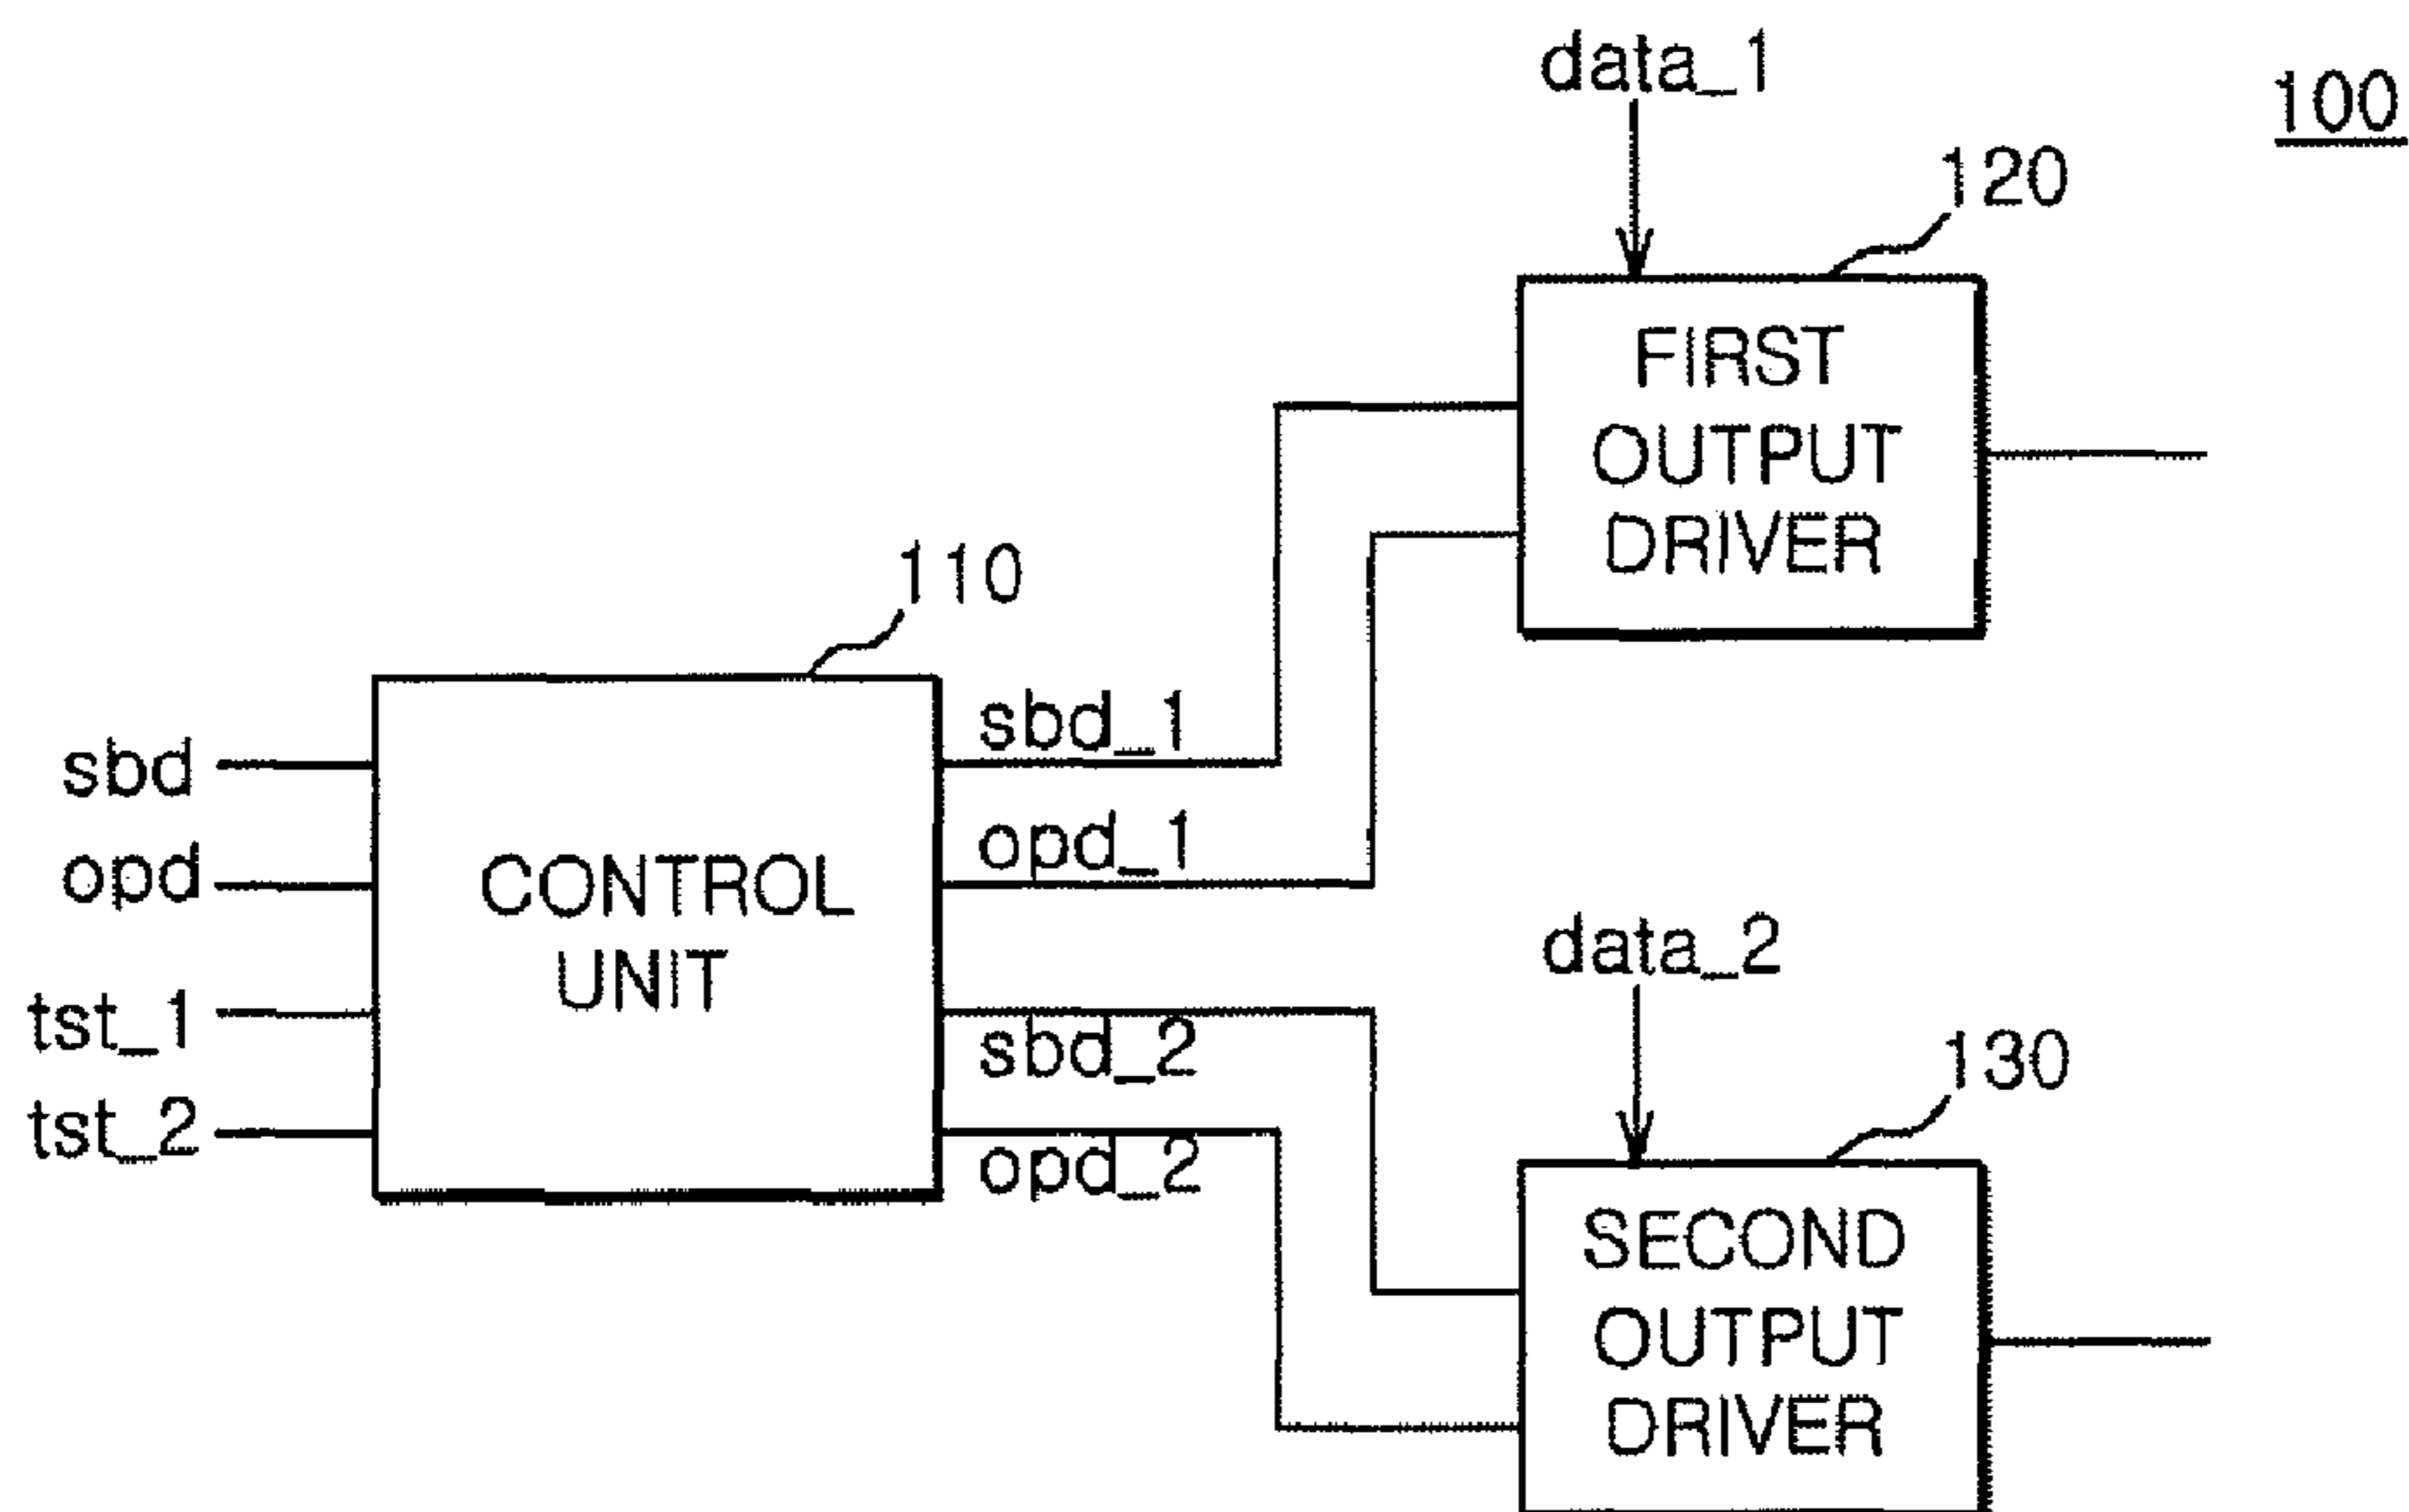 data_1
100
120
FIRST
OUTPUT
DRIVER
110
sbd
opd
tst_1
tst_2
CONTROL
UNIT
sbd_1
opd_1
sbd_2
opd_2
data_2
130
SECOND
OUTPUT
DRIVER